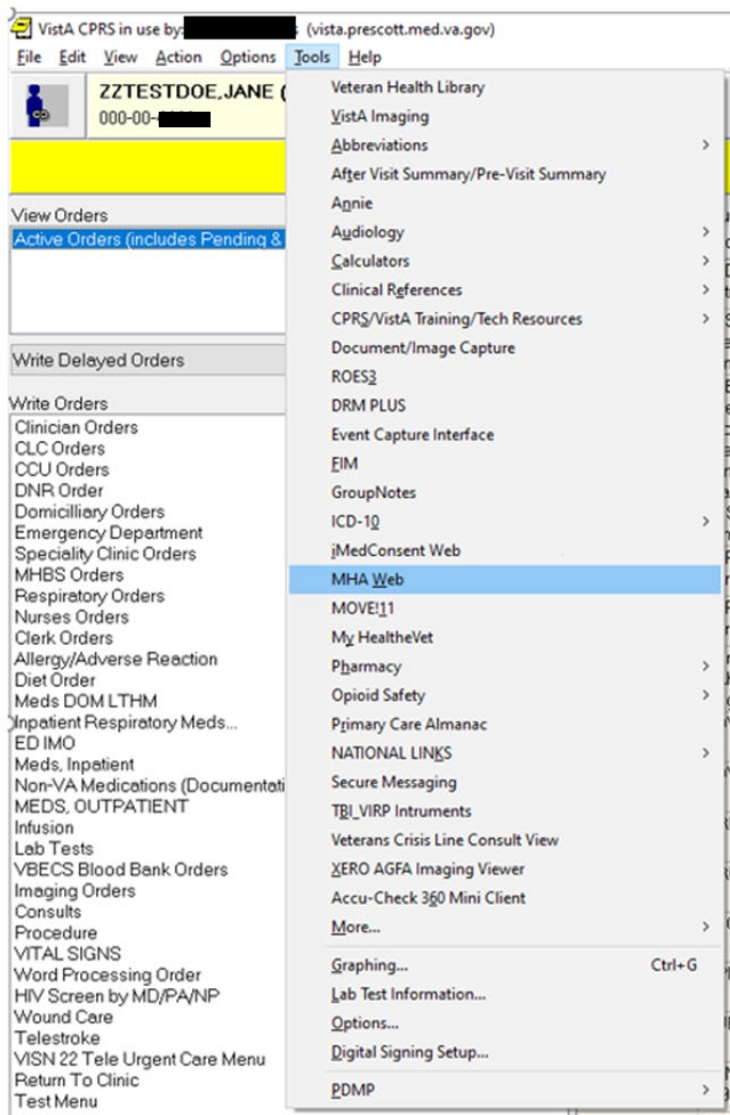 VistA CPRS in use by: (vista.prescott.med.va.gov)
File Edit View Action Options Tools Help
ZZTESTDOE,JANE (
000-00-
View Orders
Active Orders (includes Pending &
Write Delayed Orders
Write Orders
Clinician Orders
CLC Orders
CCU Orders
DNR Order
Domicilliary Orders
Emergency Department
Speciality Clinic Orders
MHBS Orders
Respiratory Orders
Nurses Orders
Clerk Orders
Allergy/Adverse Reaction
Diet Order
Meds DOM LTHM
Inpatient Respiratory Meds...
ED IMO
Meds, Inpatient
Non-VA Medications (Documentati
MEDS, OUTPATIENT
Infusion
Lab Tests
VBECS Blood Bank Orders
Imaging Orders
Consults
Procedure
VITAL SIGNS
Word Processing Order
HIV Screen by MD/PA/NP
Wound Care
Telestroke
VISN 22 Tele Urgent Care Menu
Return To Clinic
Test Menu
Veteran Health Library
VistA Imaging
Abbreviations
After Visit Summary/Pre-Visit Summary
Annie
Audiology
Calculators
Clinical References
CPRS/VistA Training/Tech Resources
Document/Image Capture
ROES3
DRM PLUS
Event Capture Interface
FIM
GroupNotes
ICD-10
iMedConsent Web
MHA Web
MOVE!11
My HealtheVet
Pharmacy
Opioid Safety
Primary Care Almanac
NATIONAL LINKS
Secure Messaging
TBI_VIRP Intruments
Veterans Crisis Line Consult View
XERO AGFA Imaging Viewer
Accu-Check 360 Mini Client
More...
Graphing... Ctrl+G
Lab Test Information...
Options...
Digital Signing Setup...
PDMP